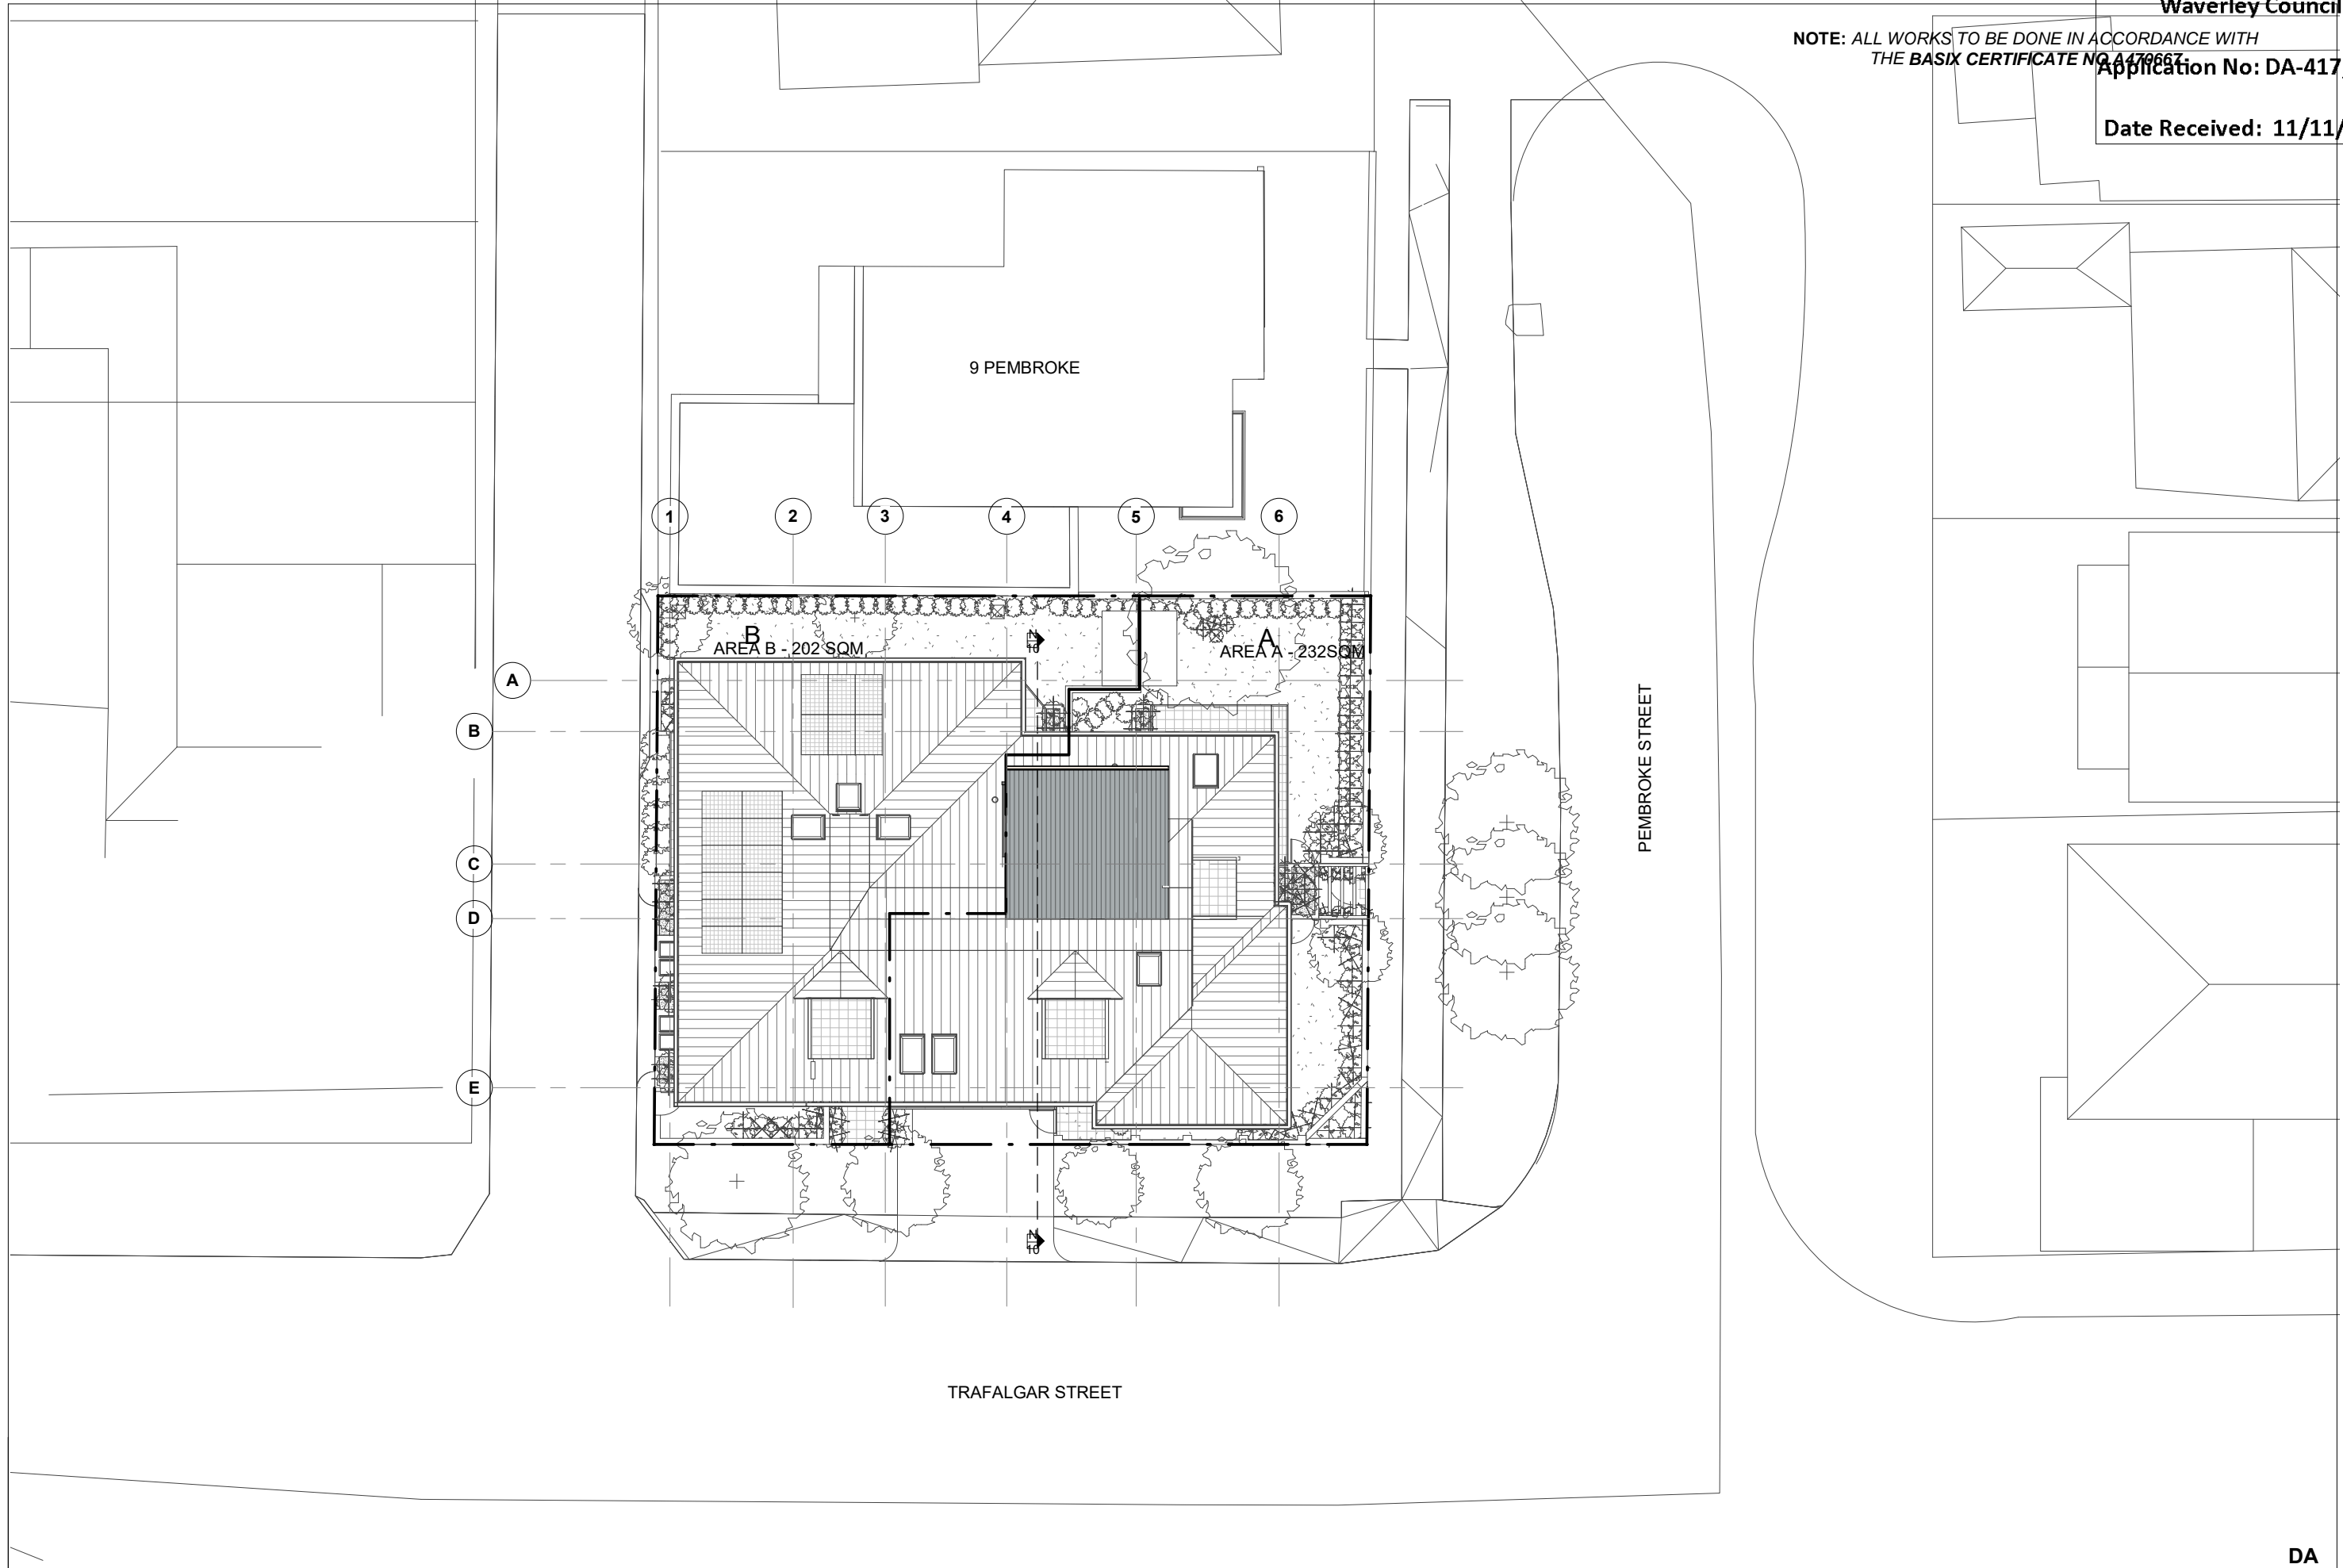 Waverley Council
NOTE: ALL WORKS TO BE DONE IN ACCORDANCE WITH
THE BASIX CERTIFICATE NO.
Application No: DA-417
Date Received: 11/11/
9 PEMBROKE
1 2 3 4 5 6
B
AREA B - 202 SQM
A
AREA A - 232SQM
N
10
A
B
C
D
E
PEMBROKE STREET
N
10
TRAFALGAR STREET
DA